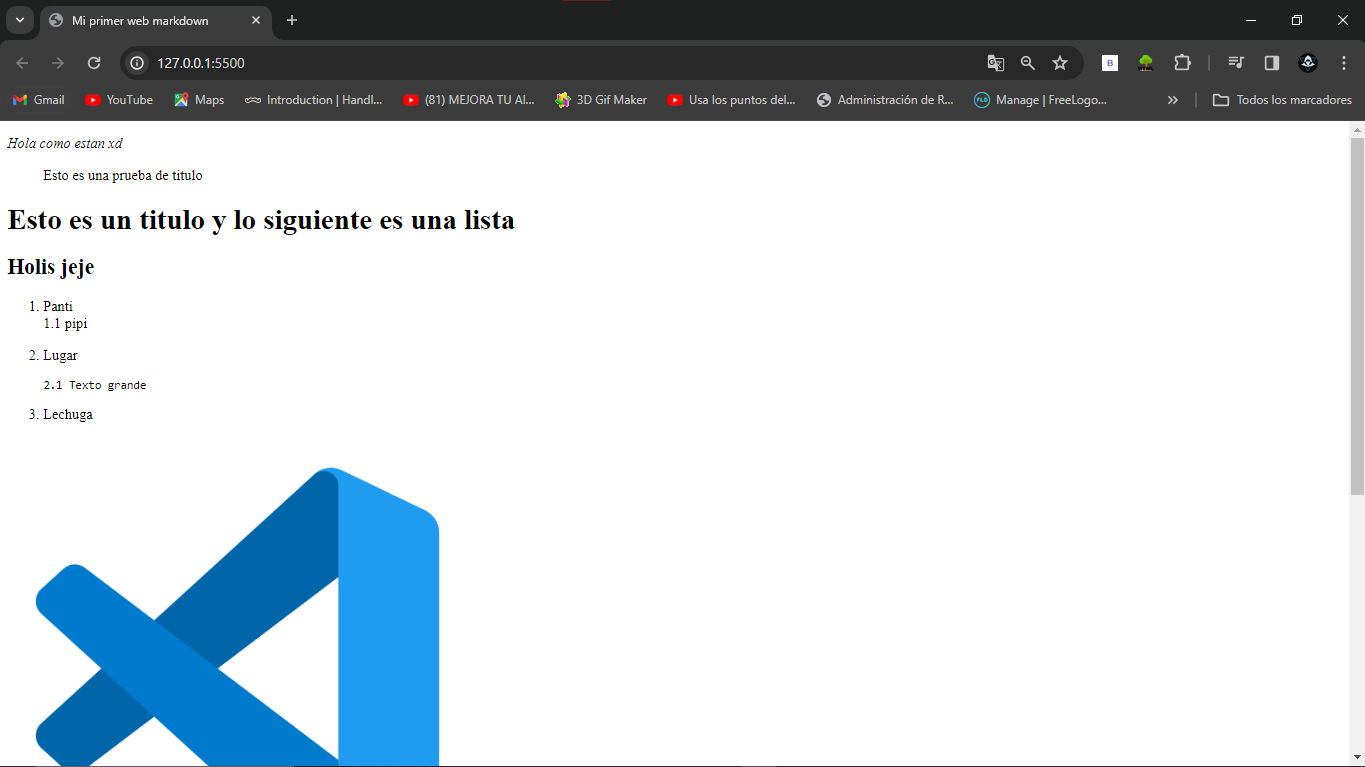 Mi primer web markdown
127.0.0.1:5500
Gmail
YouTube
Maps
Introduction | Handl...
(81) MEJORA TU Al...
3D Gif Maker
Usa los puntos del...
Administración de R...
Manage | FreeLogo...
Todos los marcadores
Hola como estan xd
Esto es una prueba de titulo
Esto es un titulo y lo siguiente es una lista
Holis jeje
1. Panti
1.1 pipi
2. Lugar
2.1 Texto grande
3. Lechuga